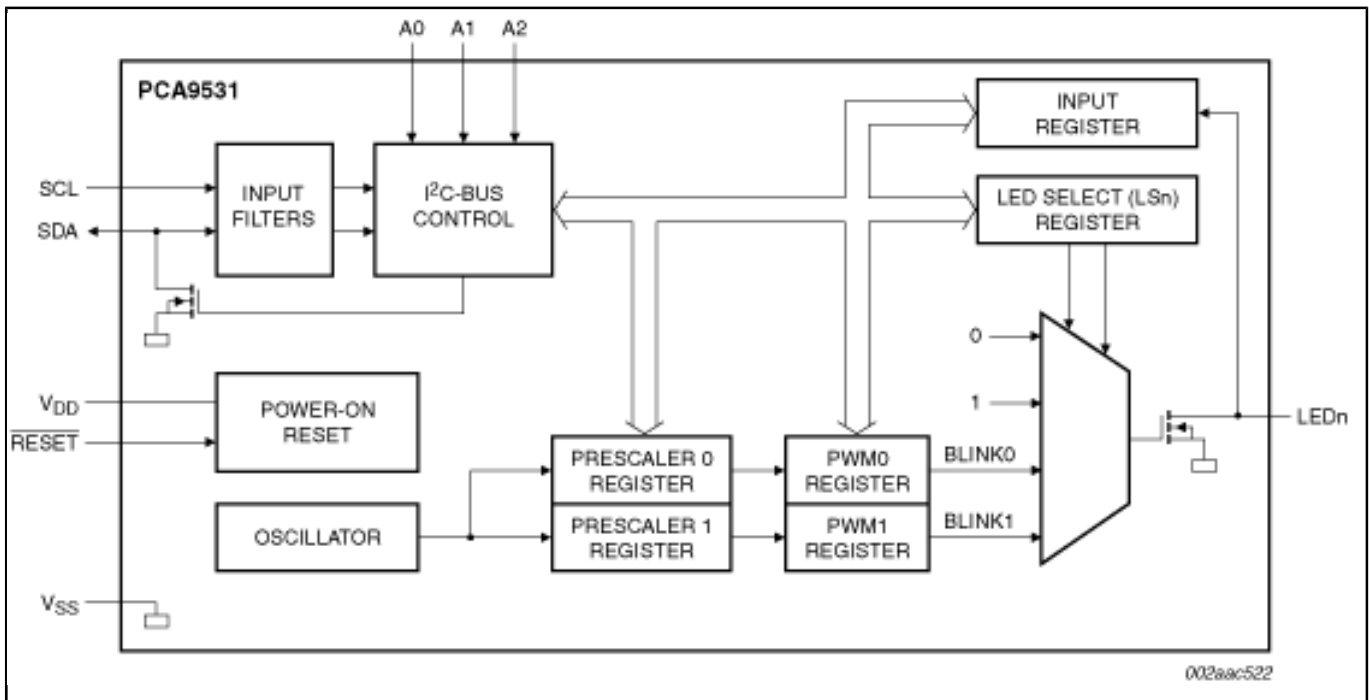 A0 A1 A2
PCA9531
INPUT
REGISTER
SCL
SDA
INPUT
FILTERS
I²C-BUS
CONTROL
LED SELECT (LSn)
REGISTER
0
1
VDD
RESET
POWER-ON
RESET
LEDn
PRESCALER 0
REGISTER
PWM0
REGISTER
BLINK0
OSCILLATOR
PRESCALER 1
REGISTER
PWM1
REGISTER
BLINK1
VSS
002aac522